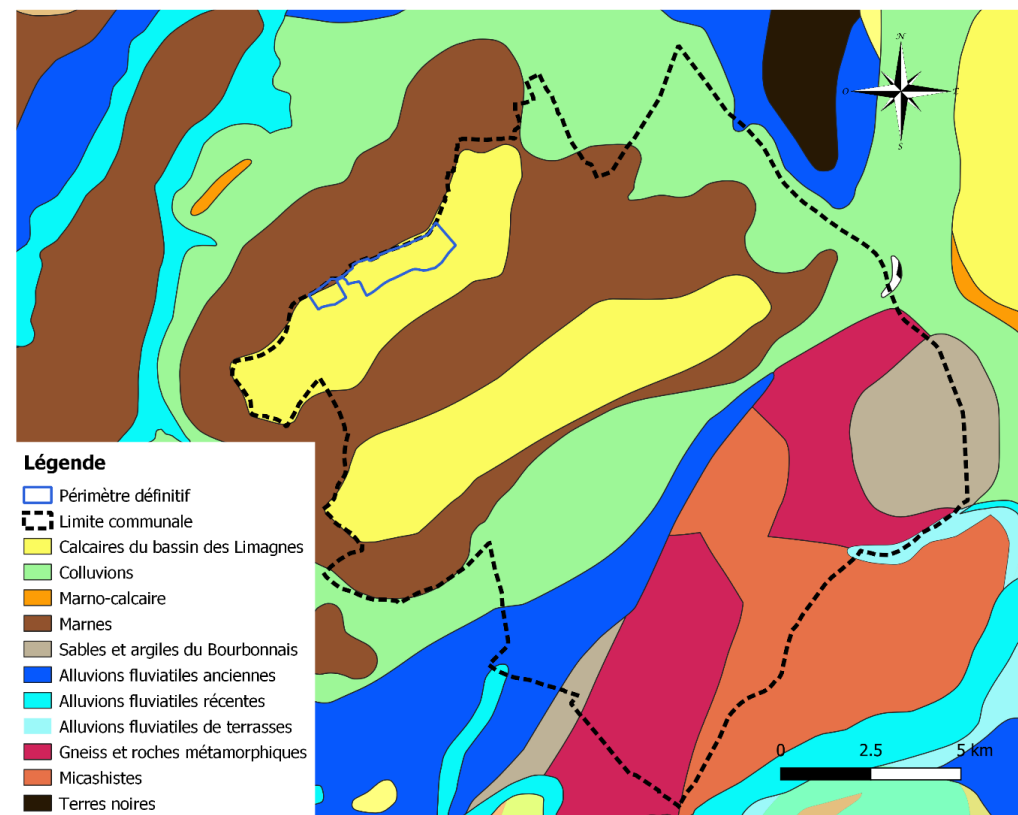 N
O
E
S
Légende
Périmètre définitif
Limite communale
Calcaires du bassin des Limagnes
Colluvions
Marno-calcaire
Marnes
Sables et argiles du Bourbonnais
Alluvions fluviatiles anciennes
Alluvions fluviatiles récentes
Alluvions fluviatiles de terrasses
Gneiss et roches métamorphiques
Micashistes
Terres noires
0 2.5 5 km